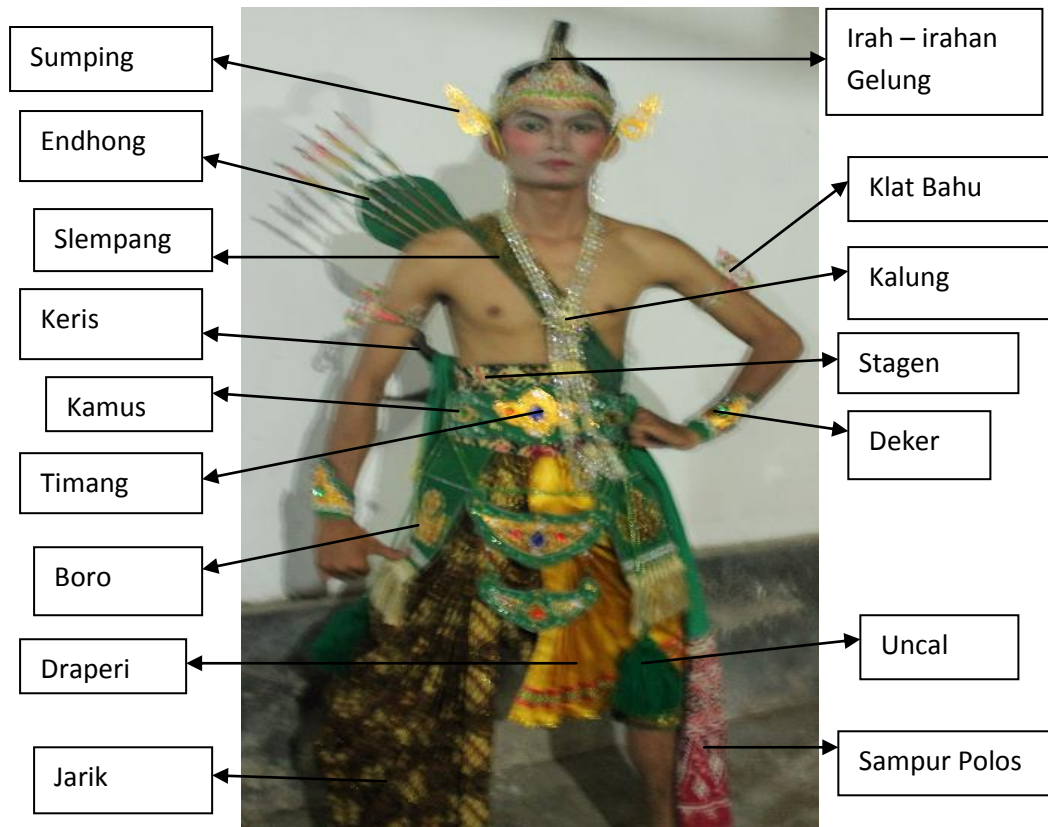 Sumping
Endhong
Slempang
Keris
Kamus
Timang
Boro
Draperi
Jarik
Irah – irahan
Gelung
Klat Bahu
Kalung
Stagen
Deker
Uncal
Sampur Polos